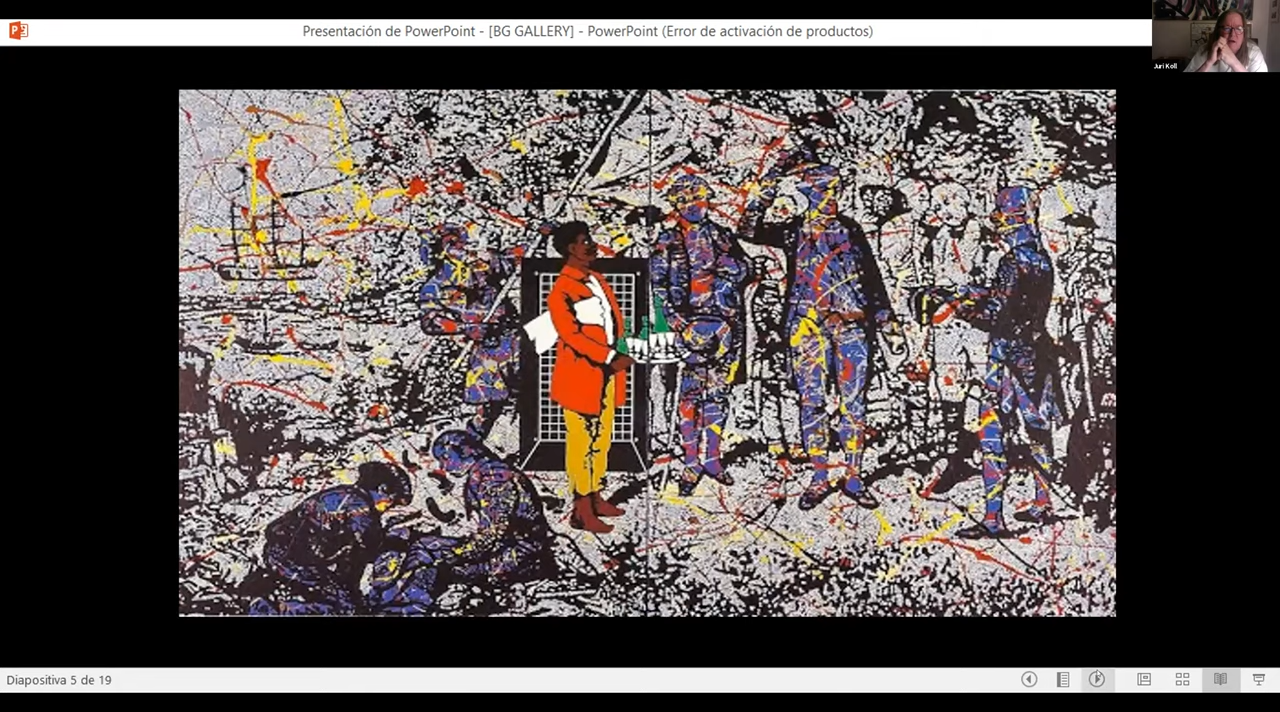 Presentación de PowerPoint - [BG GALLERY] - PowerPoint (Error de activación de productos)
Juri Koll
Diapositiva 5 de 19